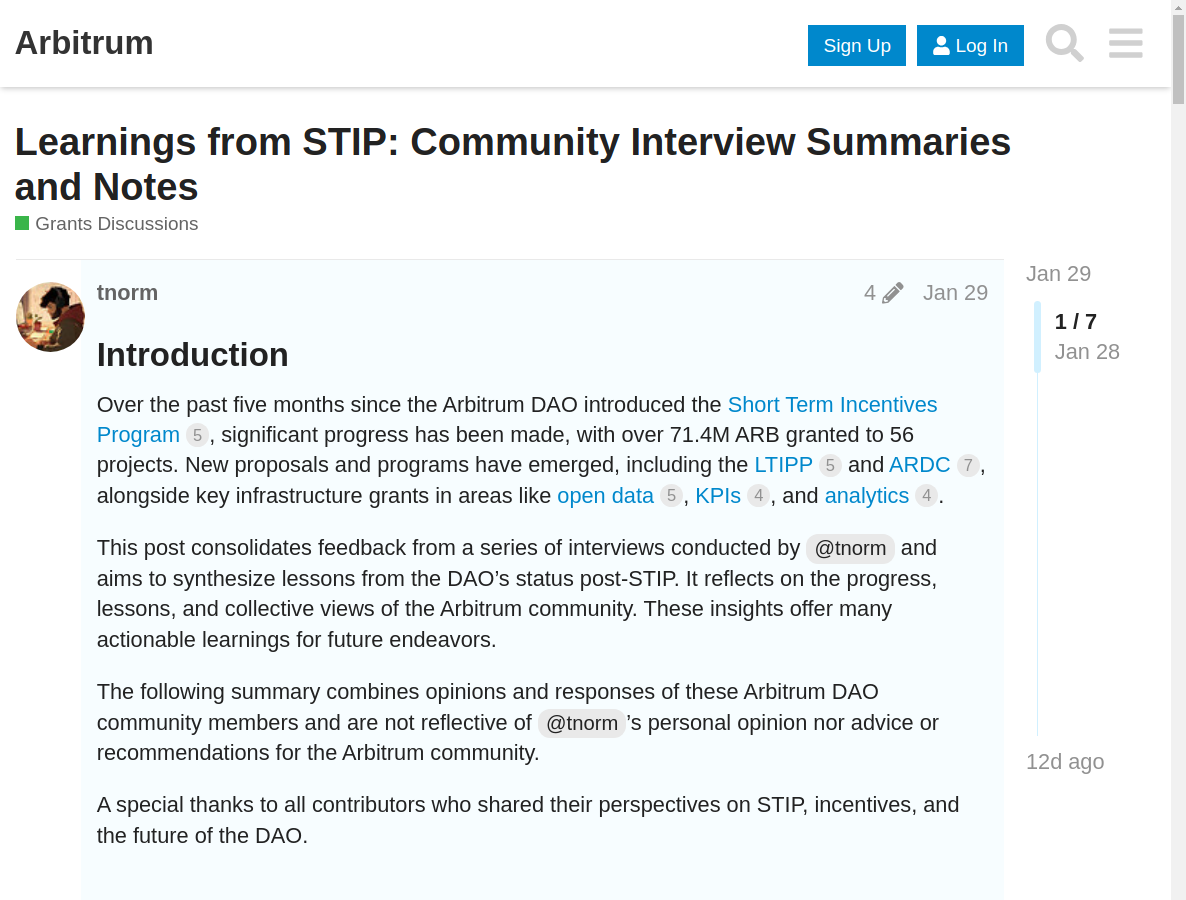 Arbitrum
Sign Up
Log In
Learnings from STIP: Community Interview Summaries
and Notes
Grants Discussions
tnorm
4
Jan 29
Introduction
Over the past five months since the Arbitrum DAO introduced the Short Term Incentives
Program 5, significant progress has been made, with over 71.4M ARB granted to 56
projects. New proposals and programs have emerged, including the LTIPP 5 and ARDC 7,
alongside key infrastructure grants in areas like open data 5, KPIs 4, and analytics 4.
This post consolidates feedback from a series of interviews conducted by @tnorm and
aims to synthesize lessons from the DAO’s status post-STIP. It reflects on the progress,
lessons, and collective views of the Arbitrum community. These insights offer many
actionable learnings for future endeavors.
The following summary combines opinions and responses of these Arbitrum DAO
community members and are not reflective of @tnorm’s personal opinion nor advice or
recommendations for the Arbitrum community.
A special thanks to all contributors who shared their perspectives on STIP, incentives, and
the future of the DAO.
Jan 29
1 / 7
Jan 28
12d ago